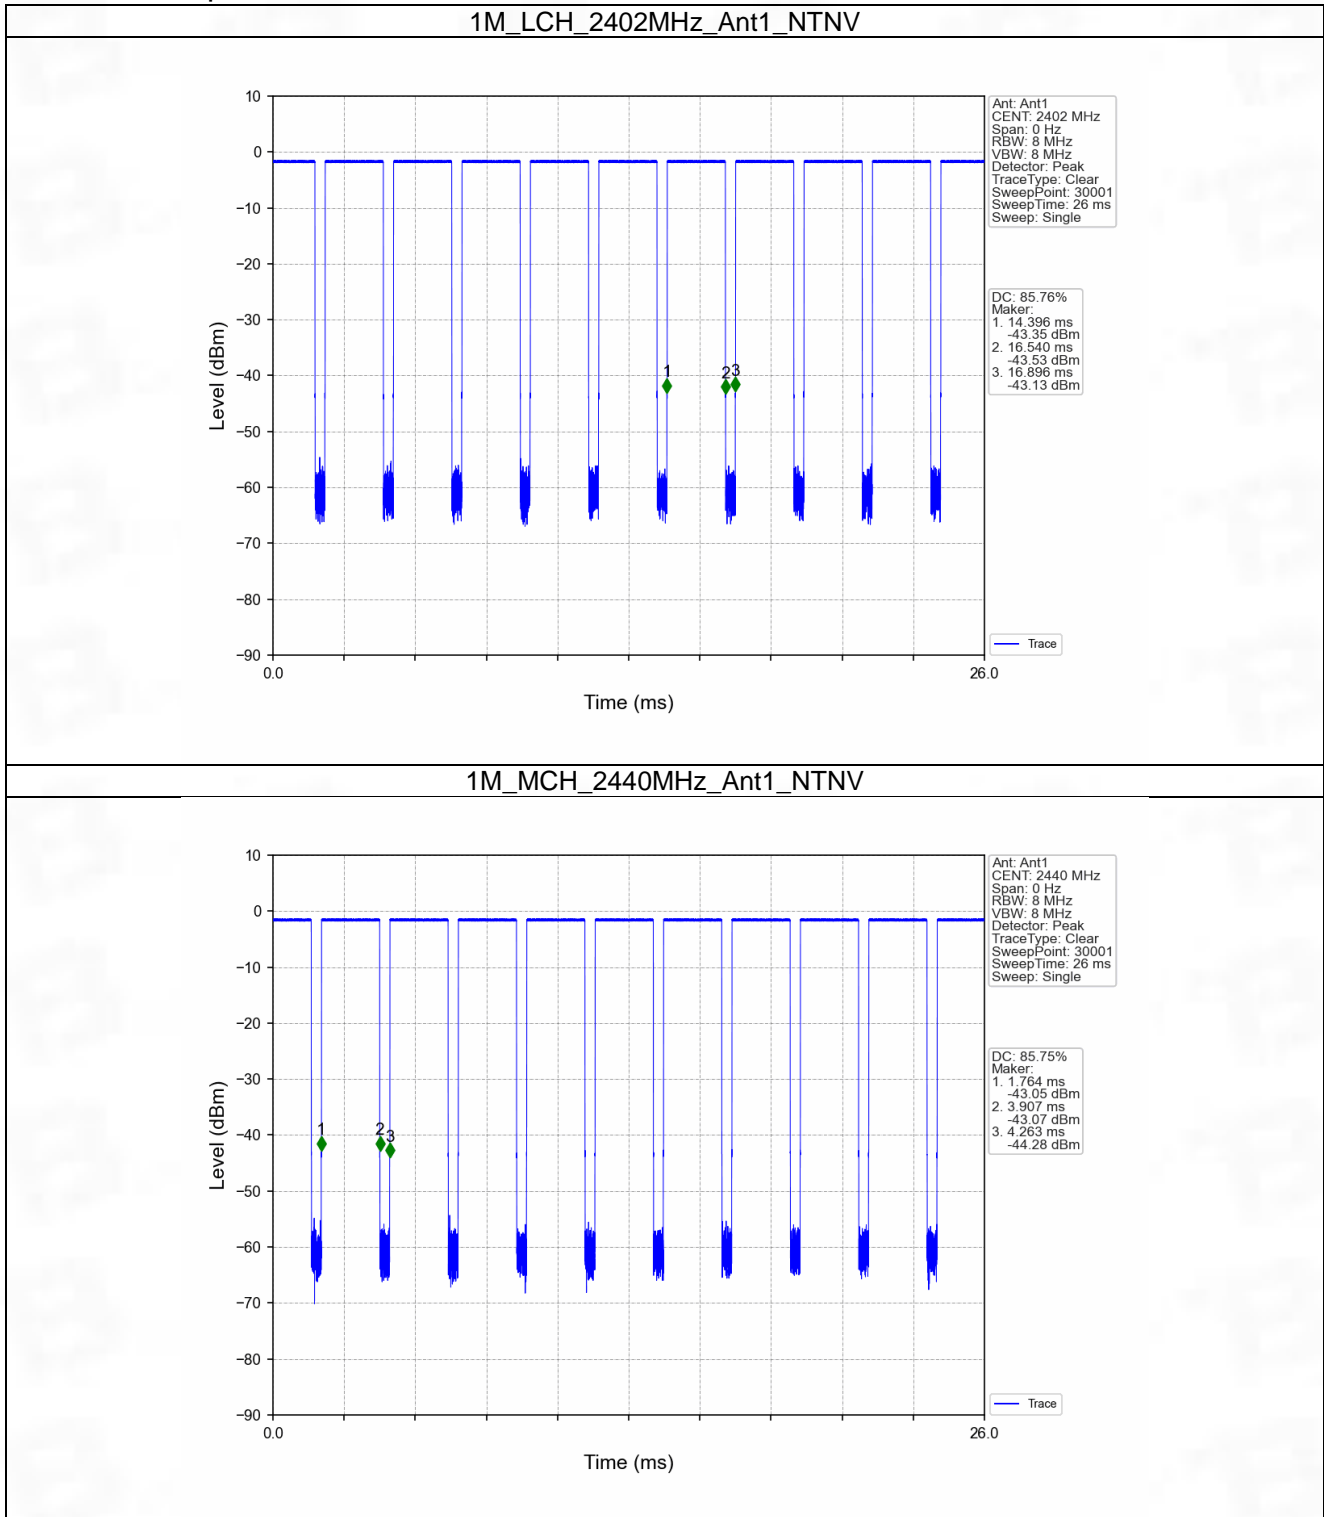 1M_LCH_2402MHz_Ant1_NTNV
10
0
−10
−20
−30
−40
−50
−60
−70
−80
−90
Level (dBm)
0.0
26.0
Time (ms)
1
2
3
Ant: Ant1
CENT: 2402 MHz
Span: 0 Hz
RBW: 8 MHz
VBW: 8 MHz
Detector: Peak
TraceType: Clear
SweepPoint: 30001
SweepTime: 26 ms
Sweep: Single
DC: 85.76%
Maker:
1. 14.396 ms
-43.35 dBm
2. 16.540 ms
-43.53 dBm
3. 16.896 ms
-43.13 dBm
Trace
1M_MCH_2440MHz_Ant1_NTNV
10
0
−10
−20
−30
−40
−50
−60
−70
−80
−90
Level (dBm)
0.0
26.0
Time (ms)
1
2
3
Ant: Ant1
CENT: 2440 MHz
Span: 0 Hz
RBW: 8 MHz
VBW: 8 MHz
Detector: Peak
TraceType: Clear
SweepPoint: 30001
SweepTime: 26 ms
Sweep: Single
DC: 85.75%
Maker:
1. 1.764 ms
-43.05 dBm
2. 3.907 ms
-43.07 dBm
3. 4.263 ms
-44.28 dBm
Trace